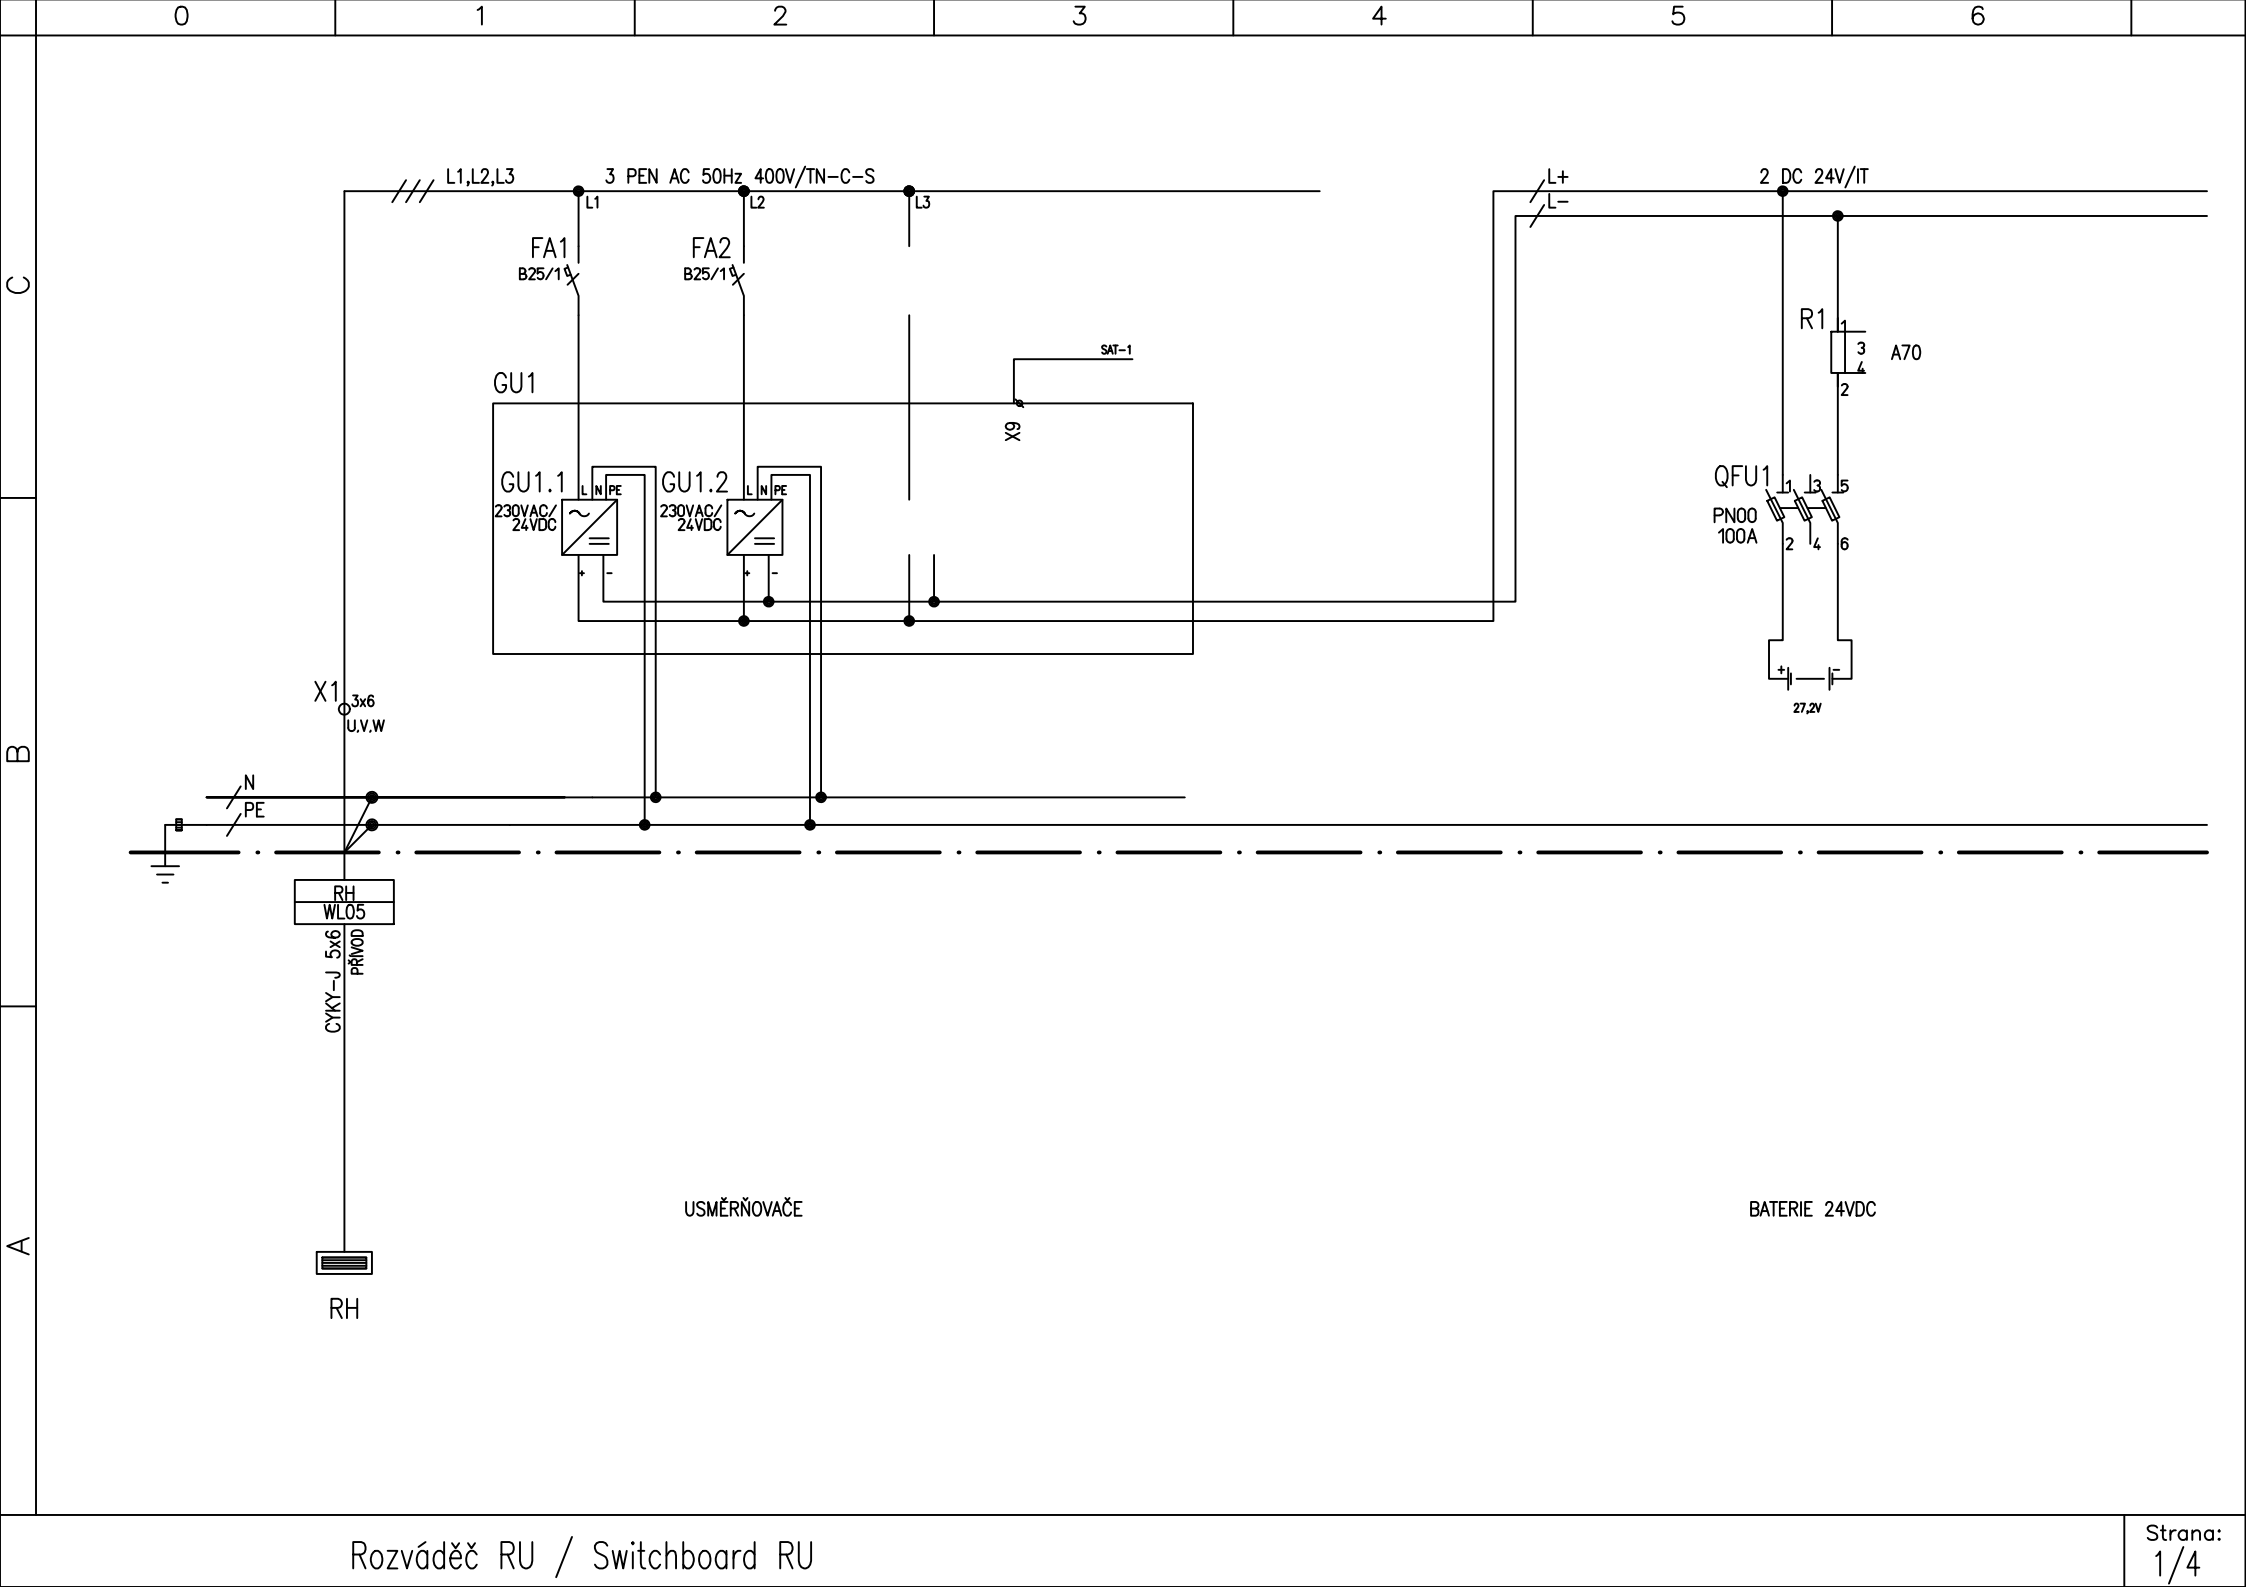 0 1 2 3 4 5 6
L1,L2,L3 3 PEN AC 50Hz 400V/TN-C-S
L+ 2 DC 24V/IT
L1 L2 L3
L-
FA1 FA2
B25/1 B25/1
C
R1 1
3 A70
4
2
SAT-1
GU1
X9
GU1.1 L N PE GU1.2 L N PE
230VAC/ 230VAC/
24VDC 24VDC
+ - + -
QFU1 1 3 5
PN00
100A
2 4 6
+ -
27,2V
X1 3x6
U,V,W
B
N
PE
RH
WL05
CYKY-J 5x6
PŘÍVOD
USMĚRŇOVAČE BATERIE 24VDC
A
RH
Rozváděč RU / Switchboard RU
Strana:
1/4